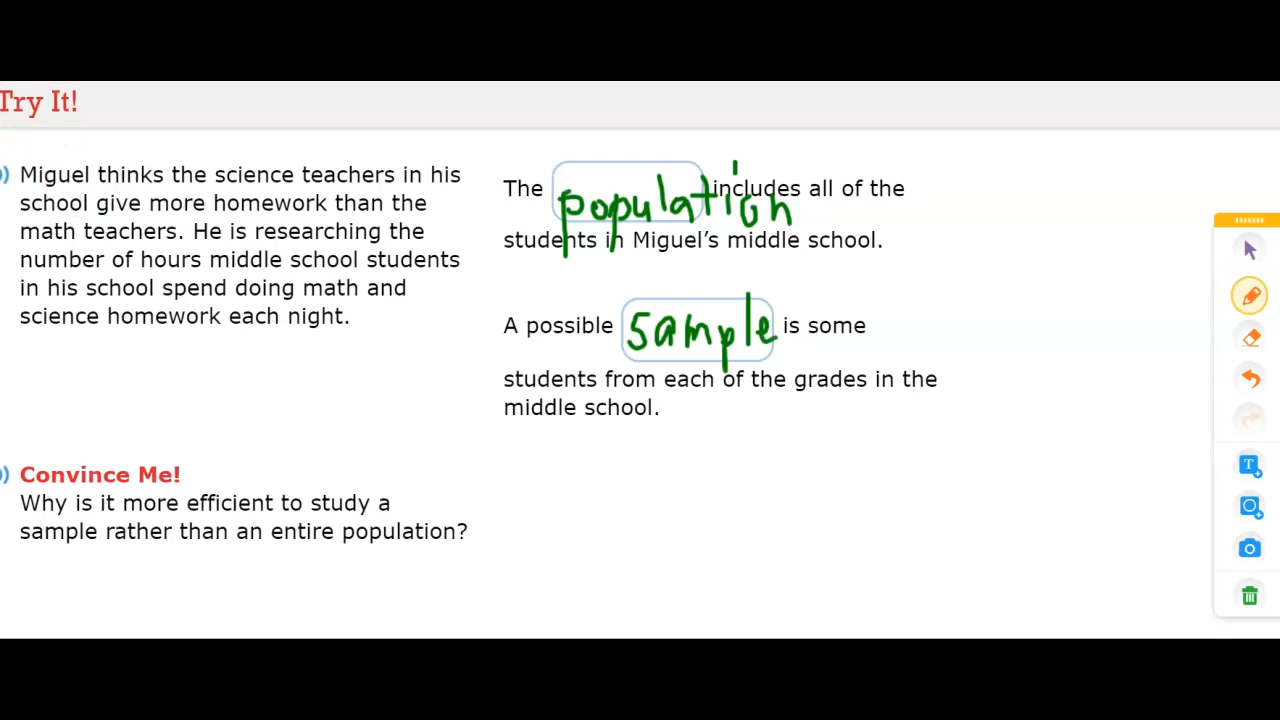 Try It!
Miguel thinks the science teachers in his
school give more homework than the
math teachers. He is researching the
number of hours middle school students
in his school spend doing math and
science homework each night.
The population includes all of the
students in Miguel’s middle school.
A possible sample is some
students from each of the grades in the
middle school.
Convince Me!
Why is it more efficient to study a
sample rather than an entire population?
T